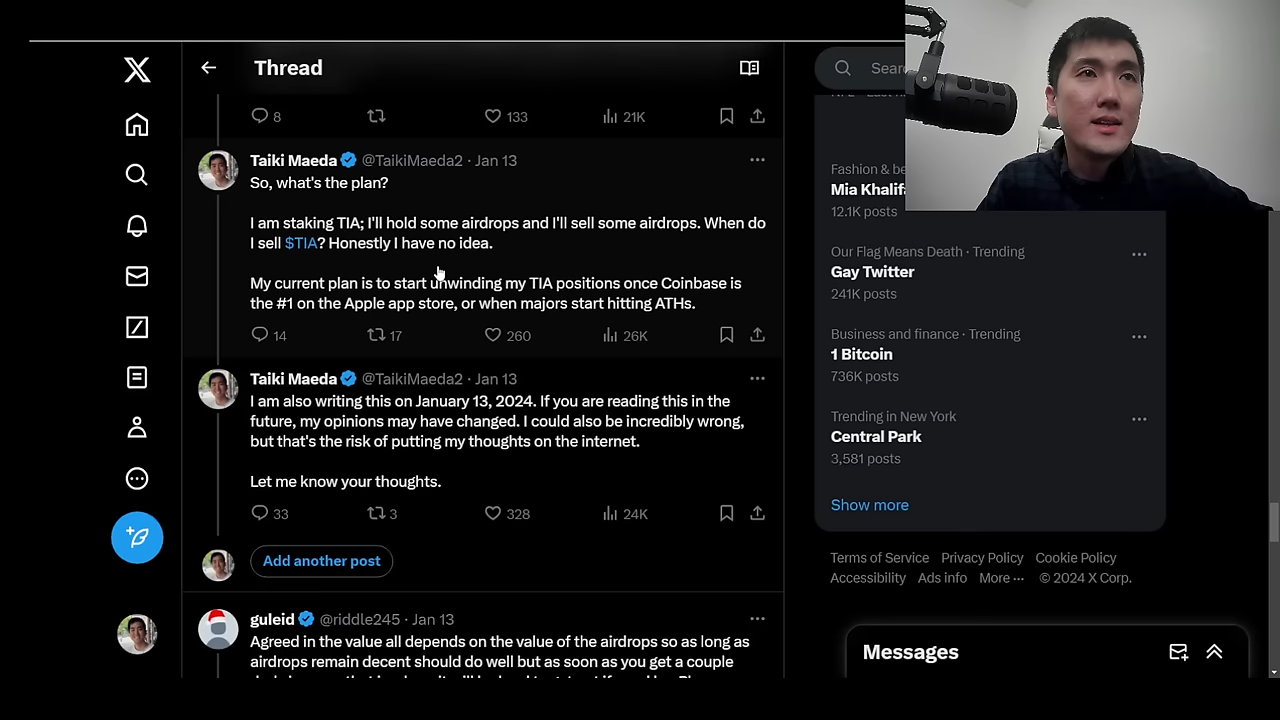 Thread
Sear
8
133
21K
Taiki Maeda @TaikiMaeda2 · Jan 13
So, what's the plan?
I am staking TIA; I'll hold some airdrops and I'll sell some airdrops. When do
I sell $TIA? Honestly I have no idea.
My current plan is to start unwinding my TIA positions once Coinbase is
the #1 on the Apple app store, or when majors start hitting ATHs.
14
17
260
26K
Taiki Maeda @TaikiMaeda2 · Jan 13
I am also writing this on January 13, 2024. If you are reading this in the
future, my opinions may have changed. I could also be incredibly wrong,
but that's the risk of putting my thoughts on the internet.
Let me know your thoughts.
33
3
328
24K
Add another post
guleid @riddle245 · Jan 13
Agreed in the value all depends on the value of the airdrops so as long as
airdrops remain decent should do well but as soon as you get a couple
Fashion & be
Mia Khalifa
12.1K posts
Our Flag Means Death · Trending
Gay Twitter
241K posts
Business and finance · Trending
1 Bitcoin
736K posts
Trending in New York
Central Park
3,581 posts
Show more
Terms of Service Privacy Policy Cookie Policy
Accessibility Ads info More ··· © 2024 X Corp.
Messages